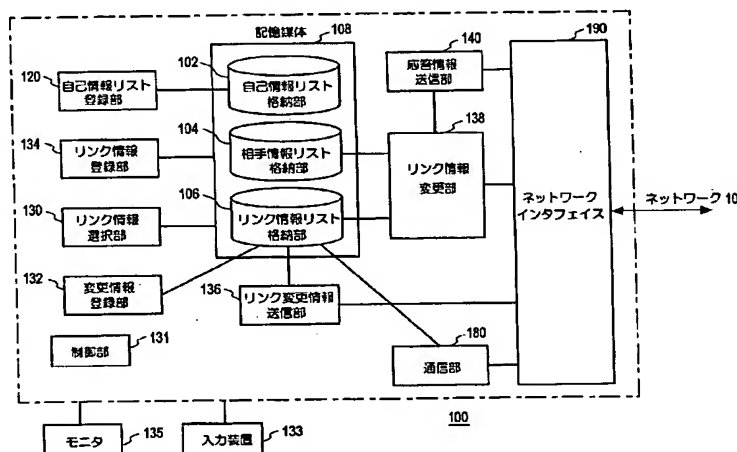 記憶媒体
108
140
190
120
自己情報リスト
登録部
102
自己情報リスト
格納部
応答情報
送信部
134
リンク情報
登録部
104
相手情報リスト
格納部
138
リンク情報
変更部
130
リンク情報
選択部
106
リンク情報リスト
格納部
ネットワーク
インタフェイス
ネットワーク 10
132
変更情報
登録部
136
リンク変更情報
送信部
制御部
131
180
通信部
100
モニタ
135
入力装置
133